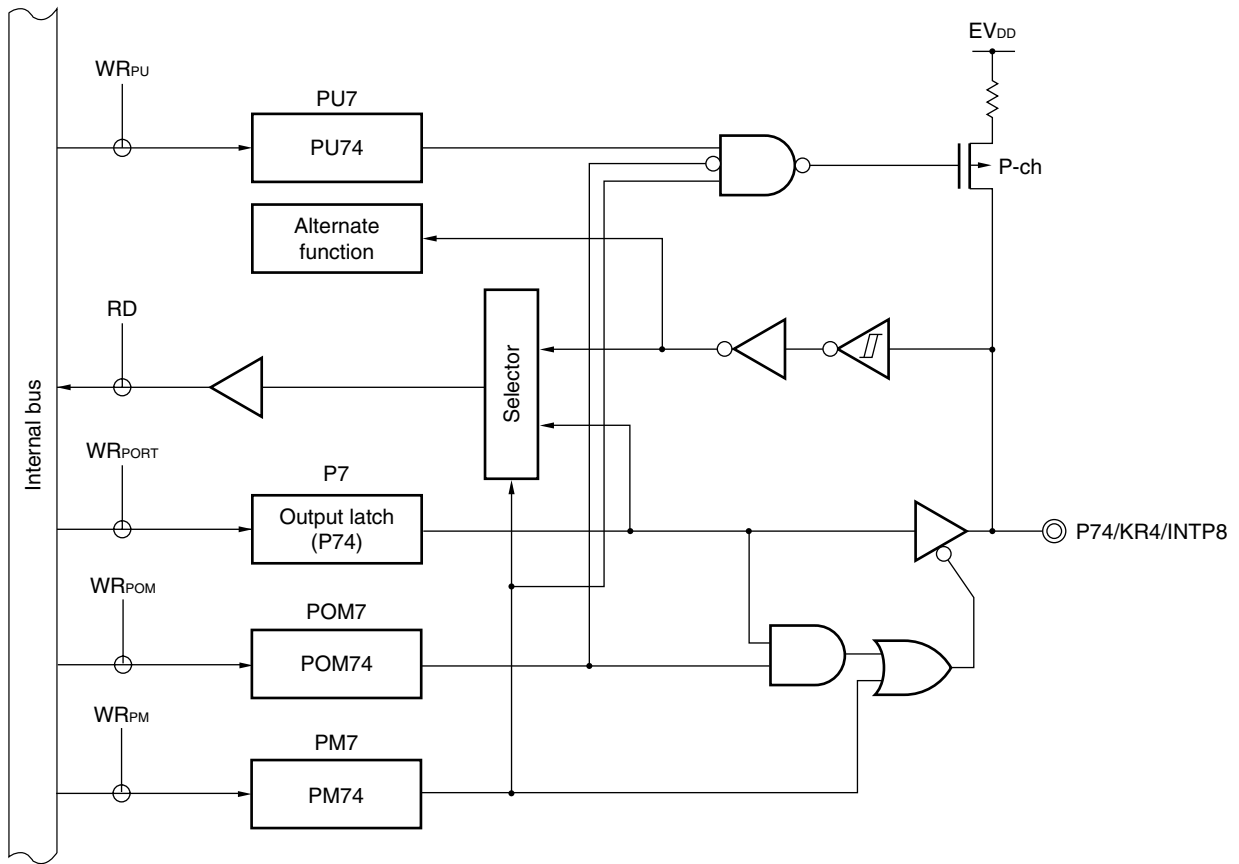 EVDD
WRPU
PU7
PU74
P-ch
Alternate
function
RD
Selector
Internal bus
WRPORT
P7
Output latch
(P74)
P74/KR4/INTP8
WRPOM
POM7
POM74
WRPM
PM7
PM74